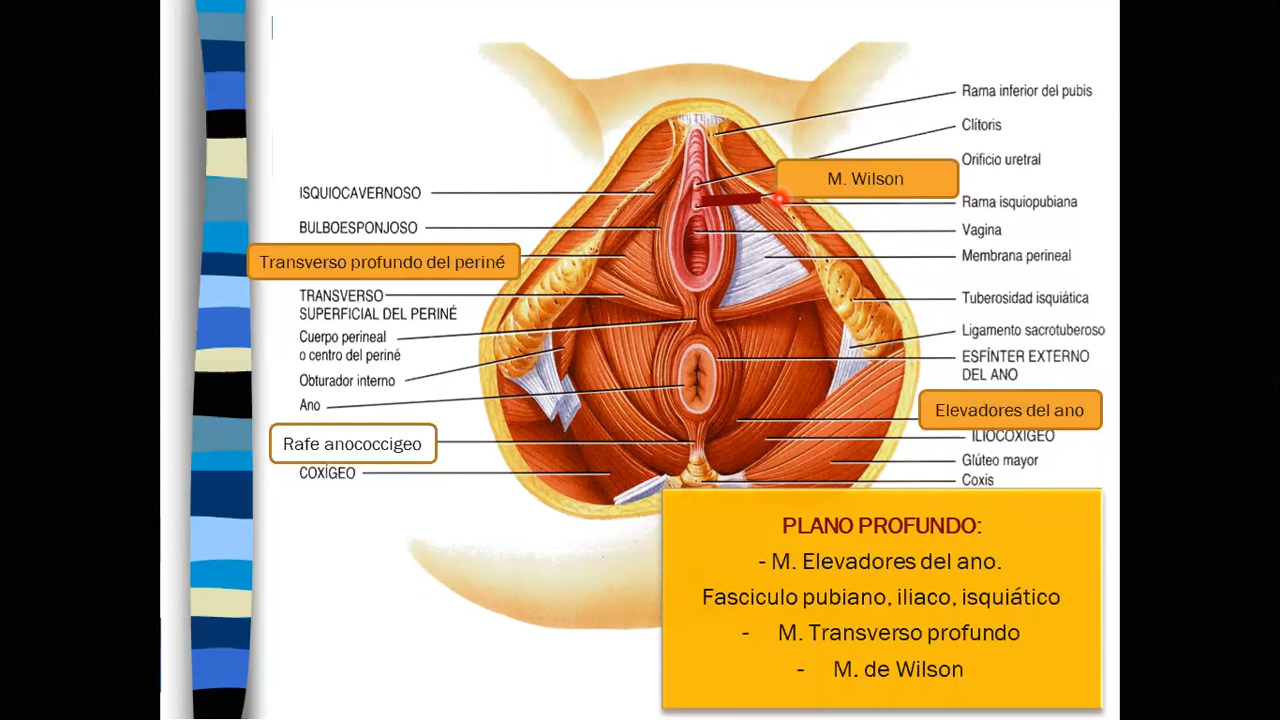 ISQUIOCAVERNOSO
BULBOESPONJOSO
Transverso profundo del periné
TRANSVERSO
SUPERFICIAL DEL PERINÉ
Cuerpo perineal
o centro del periné
Obturador interno
Ano
Rafe anococcigeo
COXÍGEO
Rama inferior del pubis
Clítoris
Orificio uretral
M. Wilson
Rama isquiopubiana
Vagina
Membrana perineal
Tuberosidad isquiática
Ligamento sacrotuberoso
ESFÍNTER EXTERNO
DEL ANO
Elevadores del ano
ILIOCOXÍGEO
Glúteo mayor
Coxis
PLANO PROFUNDO:
- M. Elevadores del ano.
Fasciculo pubiano, iliaco, isquiático
- M. Transverso profundo
- M. de Wilson